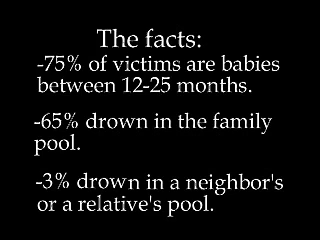 The facts:
-75% of victims are babies
between 12-25 months.
-65% drown in the family
pool.
-3% drown in a neighbor's
or a relative's pool.